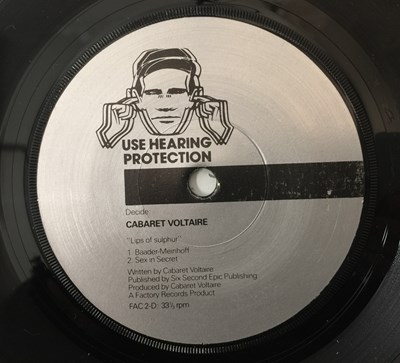 USE HEARING
PROTECTION
Decide
CABARET VOLTAIRE
"Lips of sulphur"
1. Baader-Meinhoff
2. Sex in Secret
Written by Cabaret Voltaire
Published by Six Second Epic Publishing
Produced by Cabaret Voltaire
A Factory Records Product
FAC 2-D: 33⅓ rpm